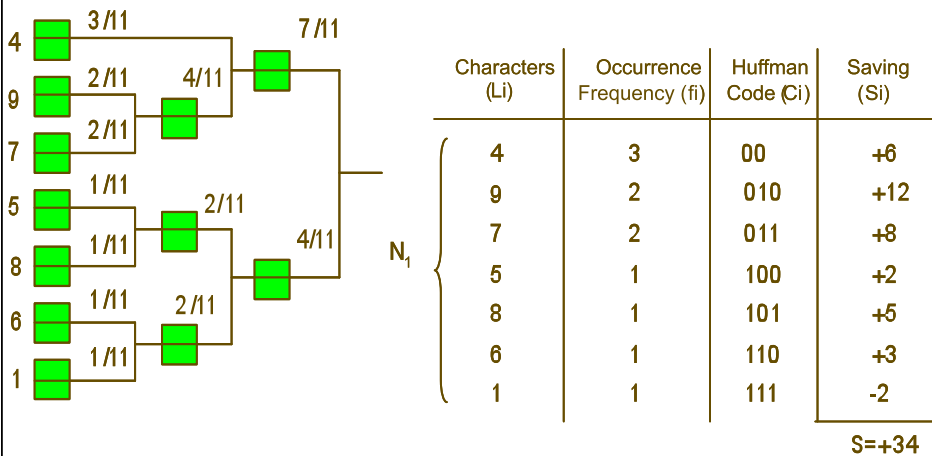 4 3/11
7/11
9 2/11
4/11
7 2/11
5 1/11
2/11
8 1/11
4/11
6 1/11
2/11
1 1/11
N1
Characters (Li) Occurrence Frequency (fi) Huffman Code (Ci) Saving (Si)
4 3 00 +6
9 2 010 +12
7 2 011 +8
5 1 100 +2
8 1 101 +5
6 1 110 +3
1 1 111 -2
S=+34